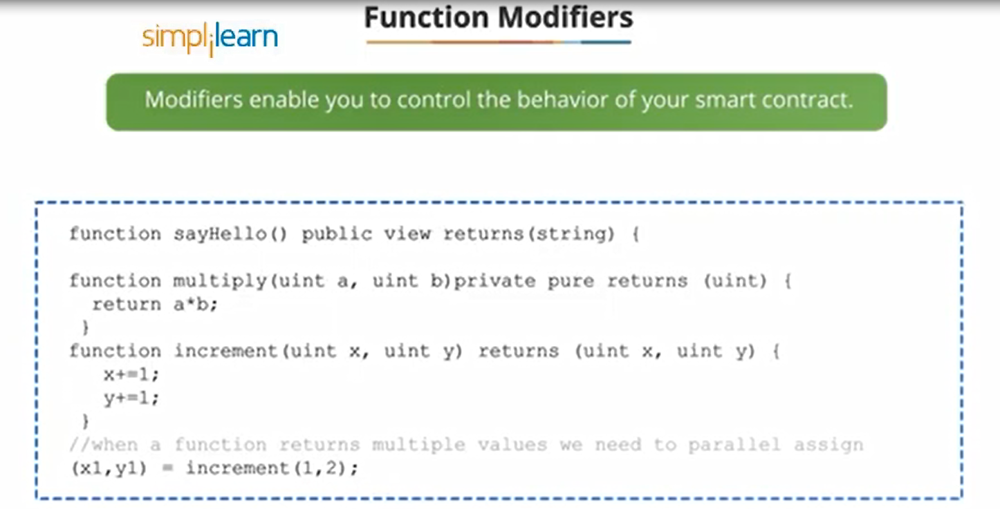 Function Modifiers
simplilearn
Modifiers enable you to control the behavior of your smart contract.
function sayHello() public view returns(string) {
function multiply(uint a, uint b)private pure returns (uint) {
return a*b;
}
function increment(uint x, uint y) returns (uint x, uint y) {
x+=1;
y+=1;
}
//when a function returns multiple values we need to parallel assign
(x1,y1) = increment(1,2);